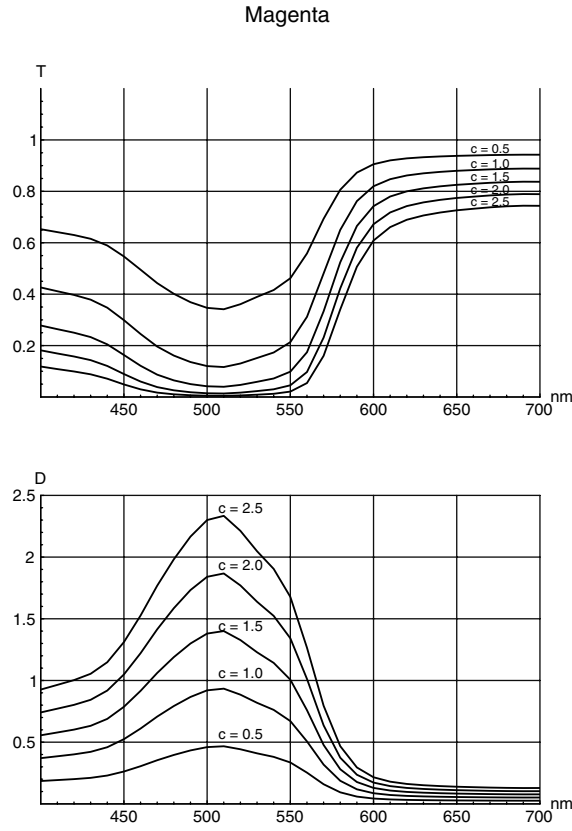 Magenta
T
1
0.8
0.6
0.4
0.2
c = 0.5
c = 1.0
c = 1.5
c = 2.0
c = 2.5
450 500 550 600 650 700 nm
D
2.5
2
1.5
1
0.5
c = 2.5
c = 2.0
c = 1.5
c = 1.0
c = 0.5
450 500 550 600 650 700 nm